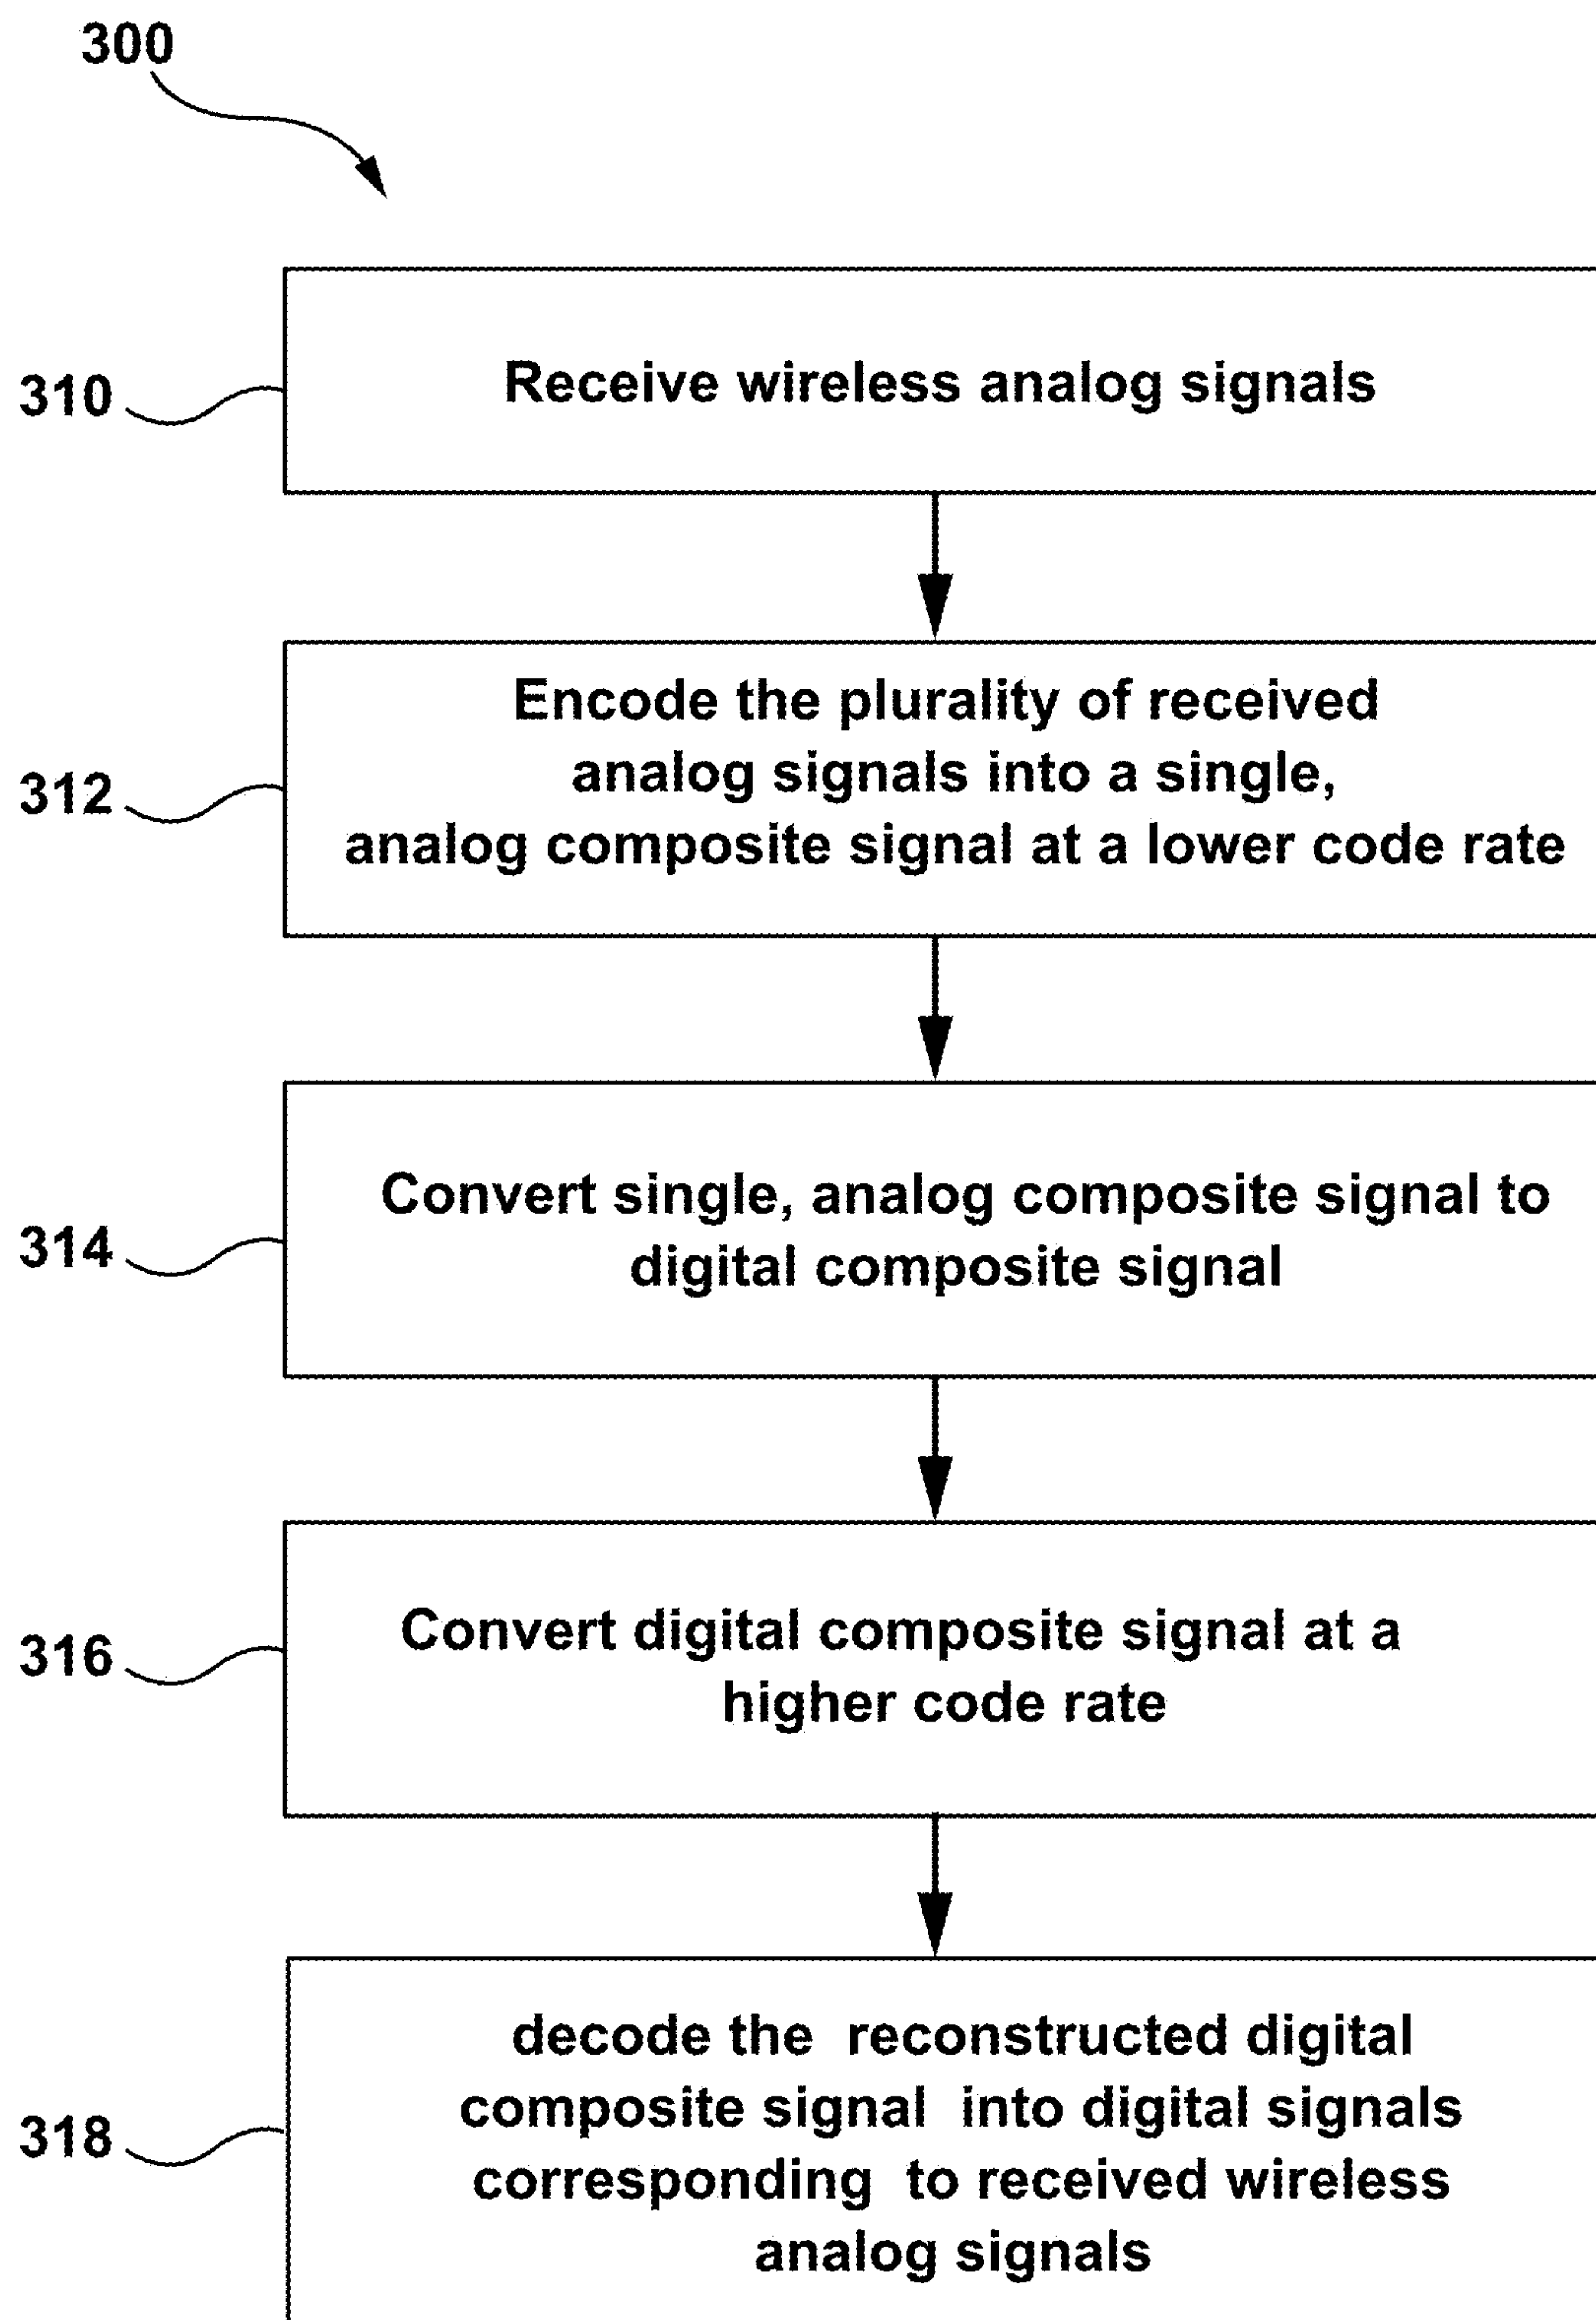 300
310
Receive wireless analog signals
312
Encode the plurality of received
analog signals into a single,
analog composite signal at a lower code rate
314
Convert single, analog composite signal to
digital composite signal
316
Convert digital composite signal at a
higher code rate
318
decode the reconstructed digital
composite signal into digital signals
corresponding to received wireless
analog signals